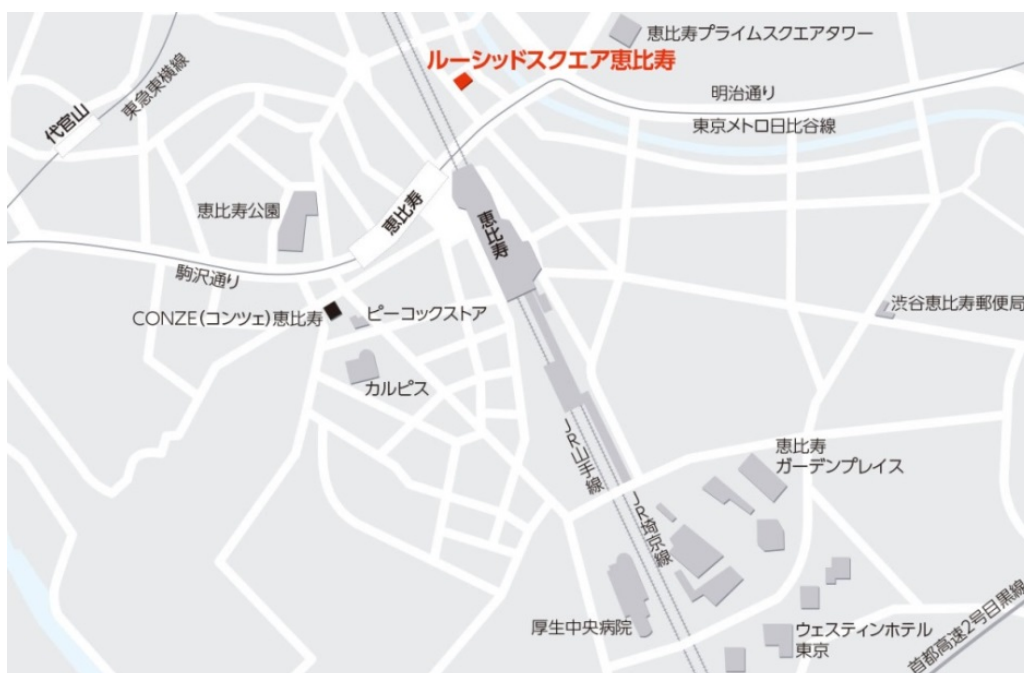 恵比寿プライムスクエアタワー
ルーシッドスクエア恵比寿
東急東横線
明治通り
代官山
東京メトロ日比谷線
恵比寿公園
恵比寿
恵比寿
駒沢通り
CONZE(コンツェ)恵比寿
ピーコックストア
渋谷恵比寿郵便局
カルピス
JR山手線
恵比寿
ガーデンプレイス
JR埼京線
厚生中央病院
ウェスティンホテル
東京
首都高速2号目黒線